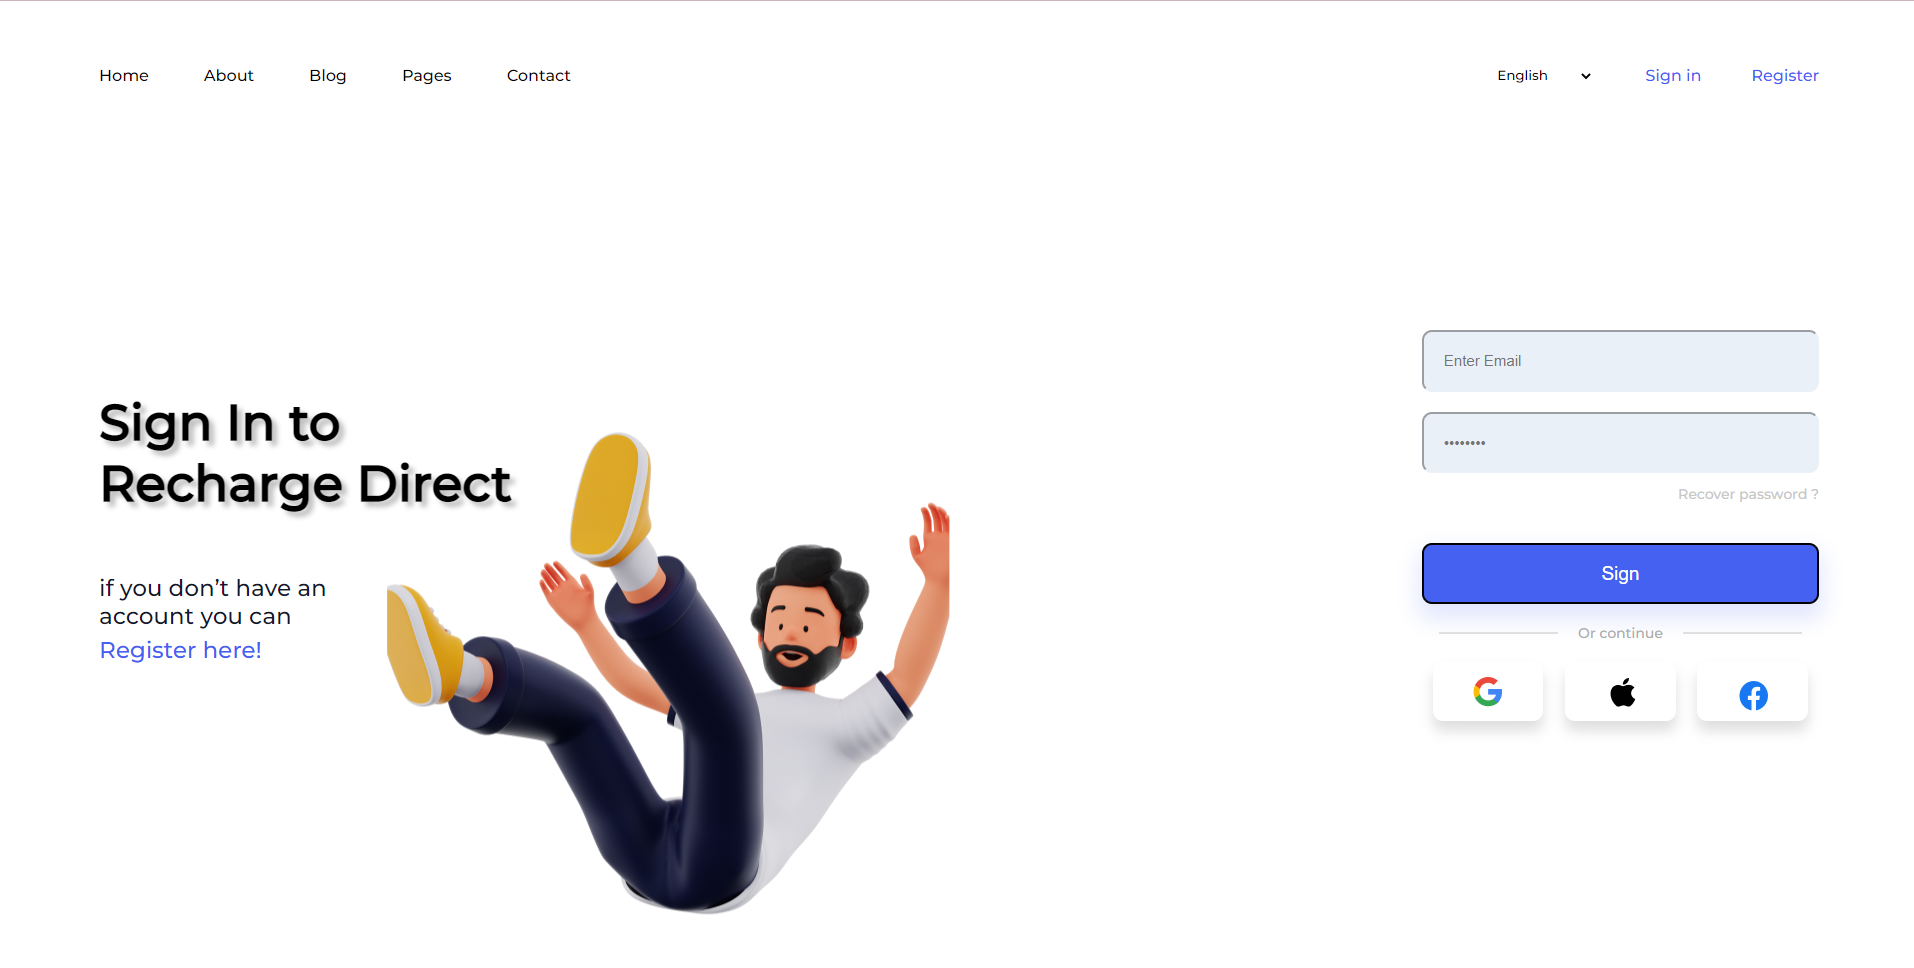 Home About Blog Pages Contact English Sign in Register
Sign In to
Recharge Direct
if you don’t have an
account you can
Register here!
Enter Email
••••••••
Recover password ?
Sign
Or continue